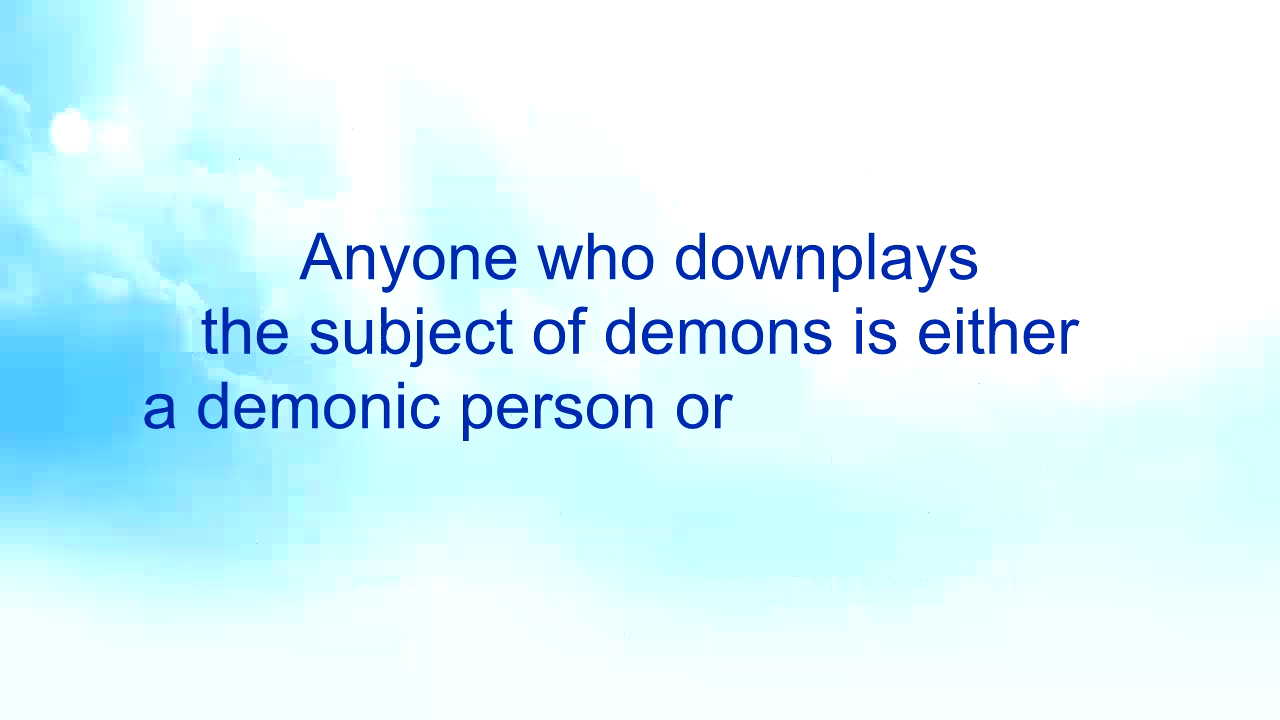 Anyone who downplays
the subject of demons is either
a demonic person or